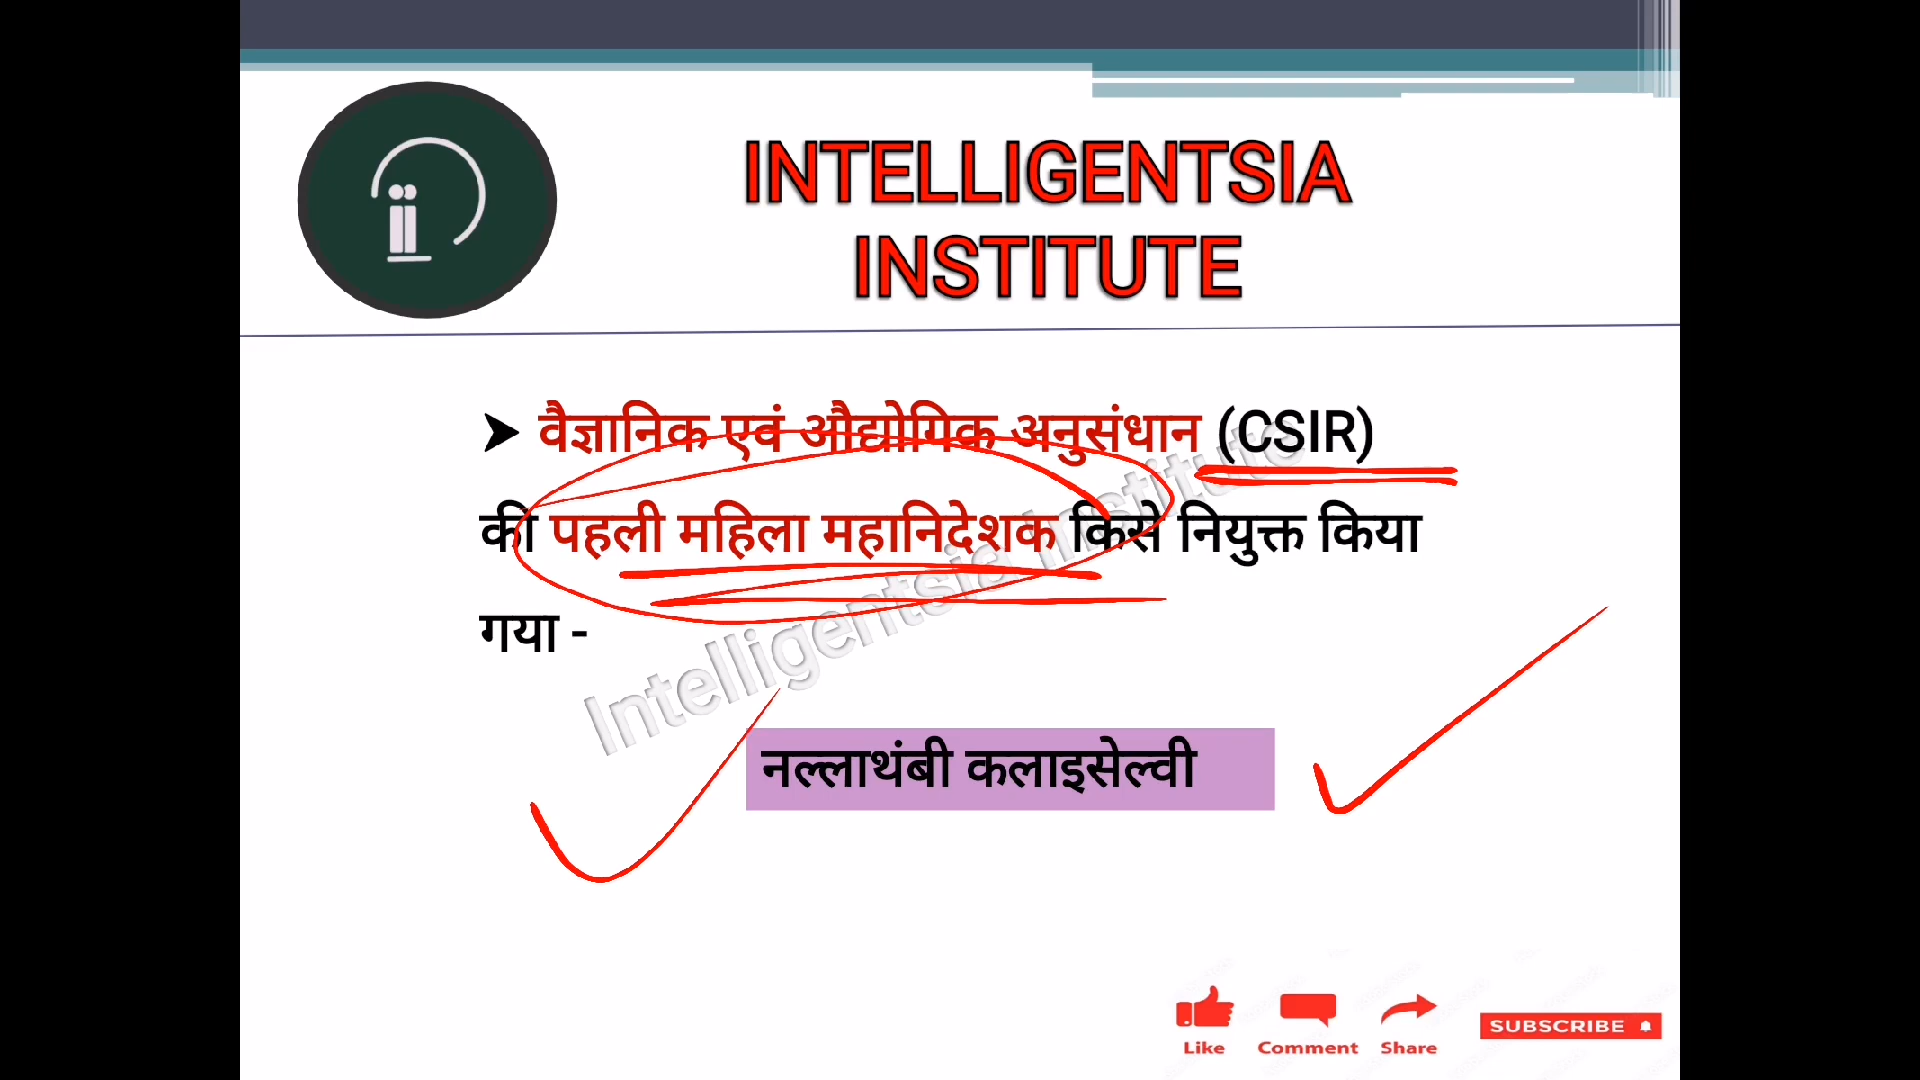 INTELLIGENTSIA
INSTITUTE
➤ वैज्ञानिक एवं औद्योगिक अनुसंधान (CSIR)
की पहली महिला महानिदेशक किसे नियुक्त किया
गया -
Intelligentsia Institute
नल्लाथंबी कलाइसेल्वी
Like Comment Share SUBSCRIBE